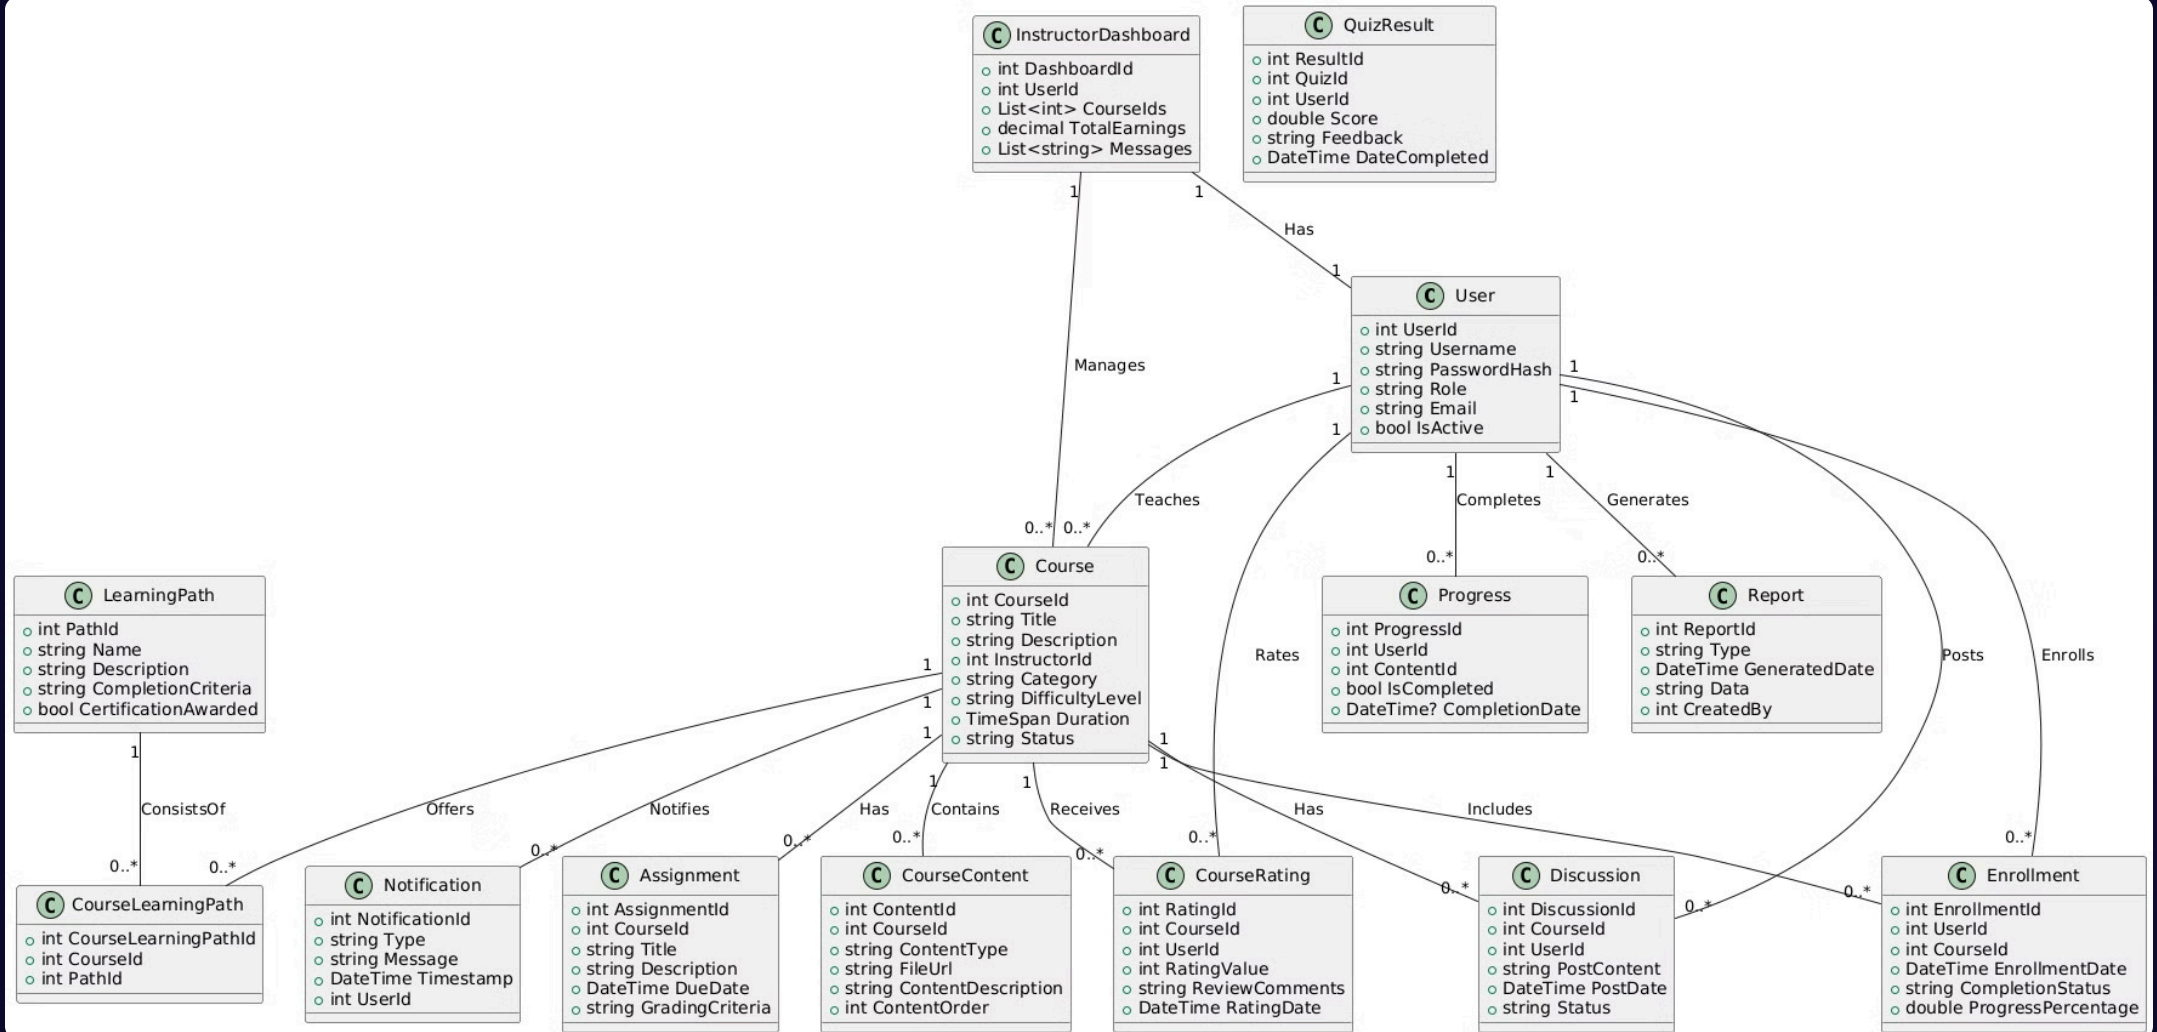 C InstructorDashboard
int DashboardId
int UserId
List<int> CourseIds
decimal TotalEarnings
List<string> Messages
C QuizResult
int ResultId
int QuizId
int UserId
double Score
string Feedback
DateTime DateCompleted
1
1
Has
1
Manages
C User
int UserId
string Username
string PasswordHash
string Role
string Email
bool IsActive
1
1
1
1
1
1
Teaches
Completes
Generates
0..*
0..*
0..*
0..*
C LearningPath
int PathId
string Name
string Description
string CompletionCriteria
bool CertificationAwarded
C Course
int CourseId
string Title
string Description
int InstructorId
string Category
string DifficultyLevel
TimeSpan Duration
string Status
Rates
C Progress
int ProgressId
int UserId
int ContentId
bool IsCompleted
DateTime? CompletionDate
C Report
int ReportId
string Type
DateTime GeneratedDate
string Data
int CreatedBy
Posts
Enrolls
1
1
1
1
1
1
1
1
ConsistsOf
Offers
Notifies
Has
Contains
Receives
Has
Includes
0..*
0..*
0..*
0..*
0..*
0..*
0..*
0..*
0..*
0..*
0..*
C CourseLearningPath
int CourseLearningPathId
int CourseId
int PathId
C Notification
int NotificationId
string Type
string Message
DateTime Timestamp
int UserId
C Assignment
int AssignmentId
int CourseId
string Title
string Description
DateTime DueDate
string GradingCriteria
C CourseContent
int ContentId
int CourseId
string ContentType
string FileUrl
string ContentDescription
int ContentOrder
C CourseRating
int RatingId
int CourseId
int UserId
int RatingValue
string ReviewComments
DateTime RatingDate
C Discussion
int DiscussionId
int CourseId
int UserId
string PostContent
DateTime PostDate
string Status
C Enrollment
int EnrollmentId
int UserId
int CourseId
DateTime EnrollmentDate
string CompletionStatus
double ProgressPercentage